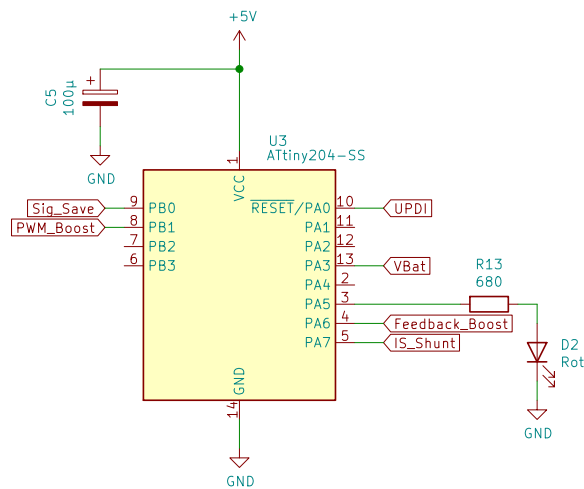 +5V
+
C5
100µ
GND
U3
ATtiny204-SS
1
VCC
Sig_Save 9 PB0 RESET/PA0 10 UPDI
PWM_Boost 8 PB1 PA1 11
7 PB2 PA2 12
6 PB3 PA3 13 VBat
PA4 2
R13
680
PA5 3
PA6 4 Feedback_Boost
PA7 5 IS_Shunt
D2
Rot
GND
GND
14
GND